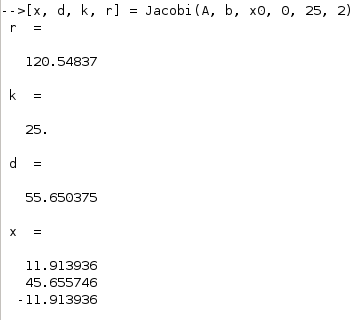 -->[x, d, k, r] = Jacobi(A, b, x0, 0, 25, 2)
r =
120.54837
k =
25.
d =
55.650375
x =
11.913936
45.655746
-11.913936